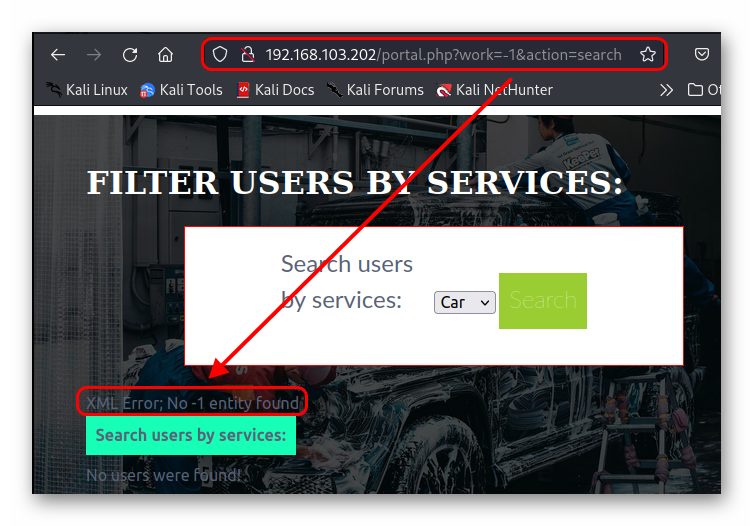 192.168.103.202/portal.php?work=-1&action=search
Kali Linux Kali Tools Kali Docs Kali Forums Kali NetHunter
FILTER USERS BY SERVICES:
Search users
by services: Car Search
XML Error; No -1 entity found
Search users by services:
No users were found!